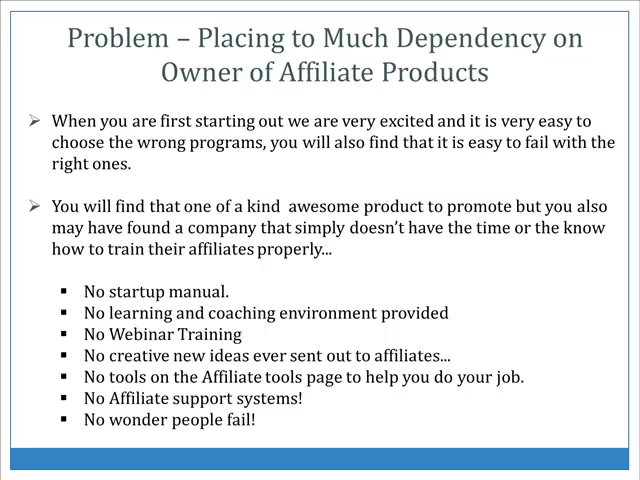 Problem – Placing to Much Dependency on
Owner of Affiliate Products
When you are first starting out we are very excited and it is very easy to
choose the wrong programs, you will also find that it is easy to fail with the
right ones.
You will find that one of a kind awesome product to promote but you also
may have found a company that simply doesn't have the time or the know
how to train their affiliates properly...
No startup manual.
No learning and coaching environment provided
No Webinar Training
No creative new ideas ever sent out to affiliates...
No tools on the Affiliate tools page to help you do your job.
No Affiliate support systems!
No wonder people fail!